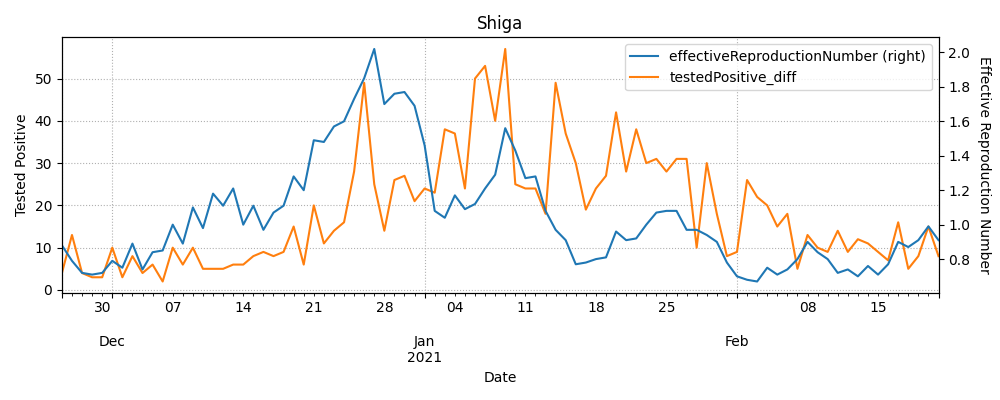 Shiga
effectiveReproductionNumber (right)
testedPositive_diff
Tested Positive
50
40
30
20
10
0
2.0
1.8
1.6
1.4
1.2
1.0
0.8
Effective Reproduction Number
30 07 14 21 28 04 11 18 25 08 15
Dec Jan Feb
2021
Date